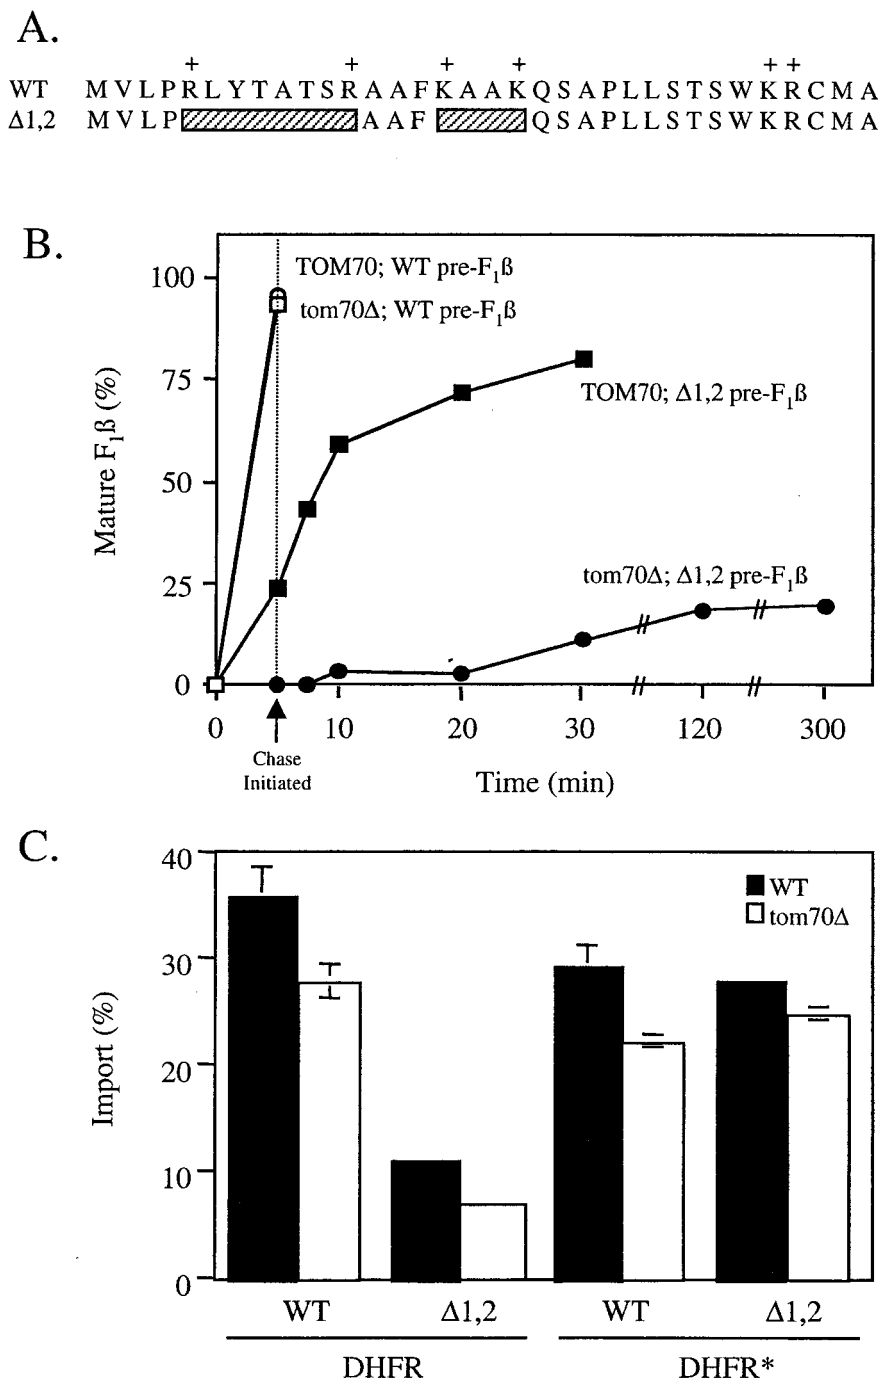 A.
+ + + + + +
WT M V L P R L Y T A T S R A A F K A A K Q S A P L L S T S W K R C M A
Δ1,2 M V L P A A F Q S A P L L S T S W K R C M A
B.
Mature F₁ß (%)
100
75
50
25
0
TOM70; WT pre-F₁ß
tom70Δ; WT pre-F₁ß
TOM70; Δ1,2 pre-F₁ß
tom70Δ; Δ1,2 pre-F₁ß
0 10 20 30 120 300
Chase
Initiated
Time (min)
C.
Import (%)
40
30
20
10
0
WT
tom70Δ
WT Δ1,2 WT Δ1,2
DHFR DHFR*